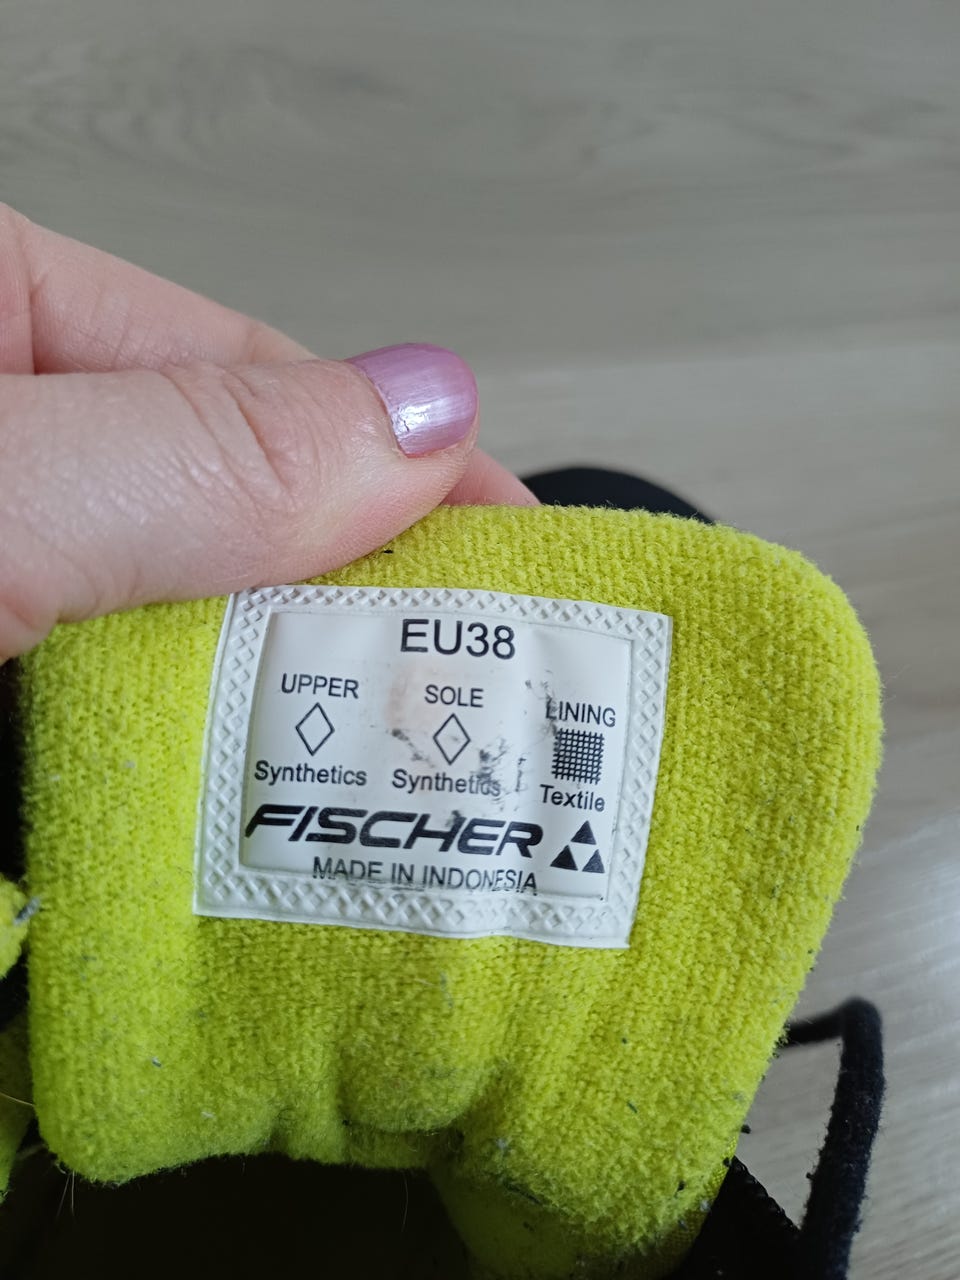 EU38
UPPER SOLE LINING
Synthetics Synthetics Textile
FISCHER
MADE IN INDONESIA